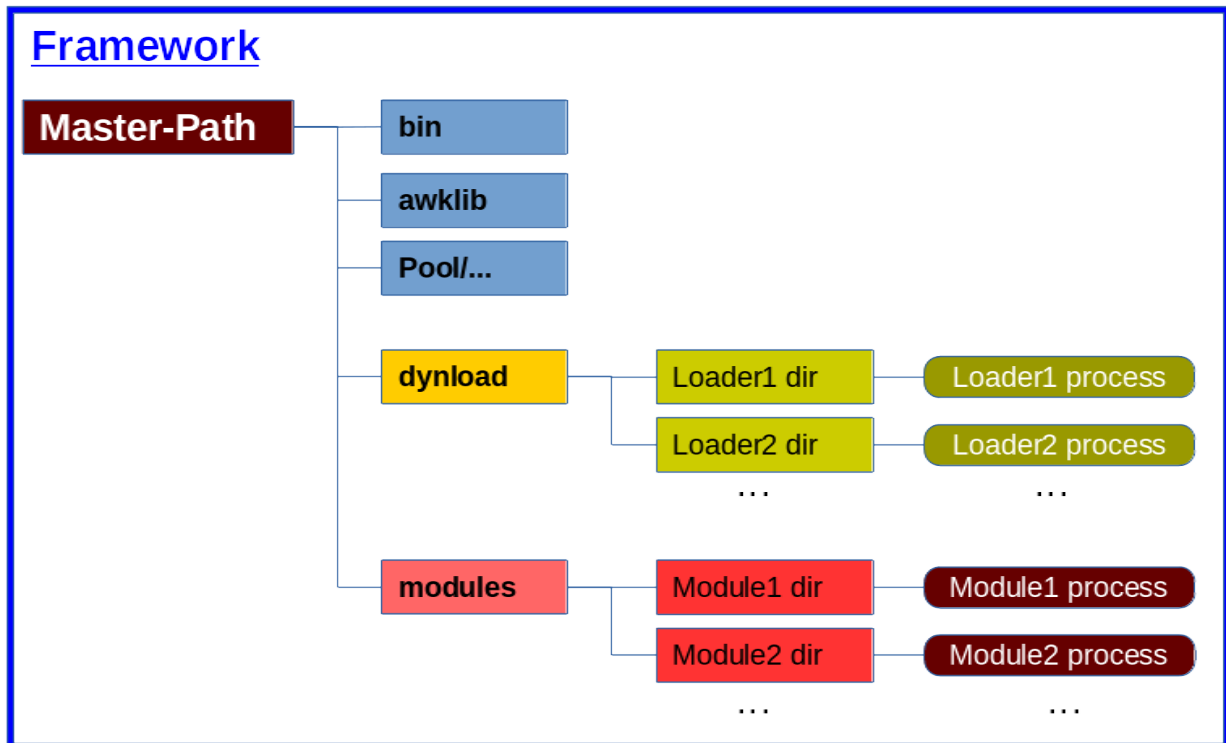 Framework
Master-Path
bin
awklib
Pool/...
dynload
Loader1 dir
Loader1 process
Loader2 dir
Loader2 process
...
...
modules
Module1 dir
Module1 process
Module2 dir
Module2 process
...
...